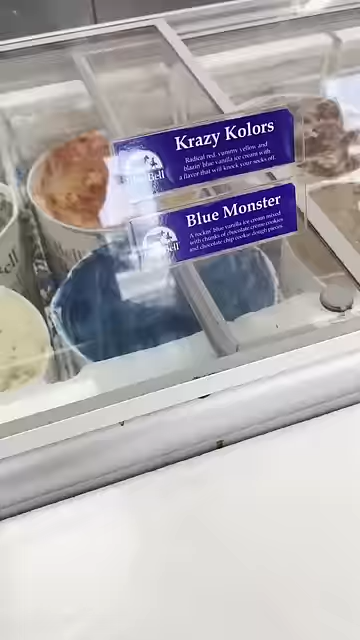 Krazy Kolors
Radical red, yummy yellow and
blazin' blue vanilla ice cream with
a flavor that will knock your socks off.
Bell
Blue Monster
A rockin' blue vanilla ice cream mixed
with chunks of chocolate creme cookies
and chocolate chip cookie dough pieces
Bell